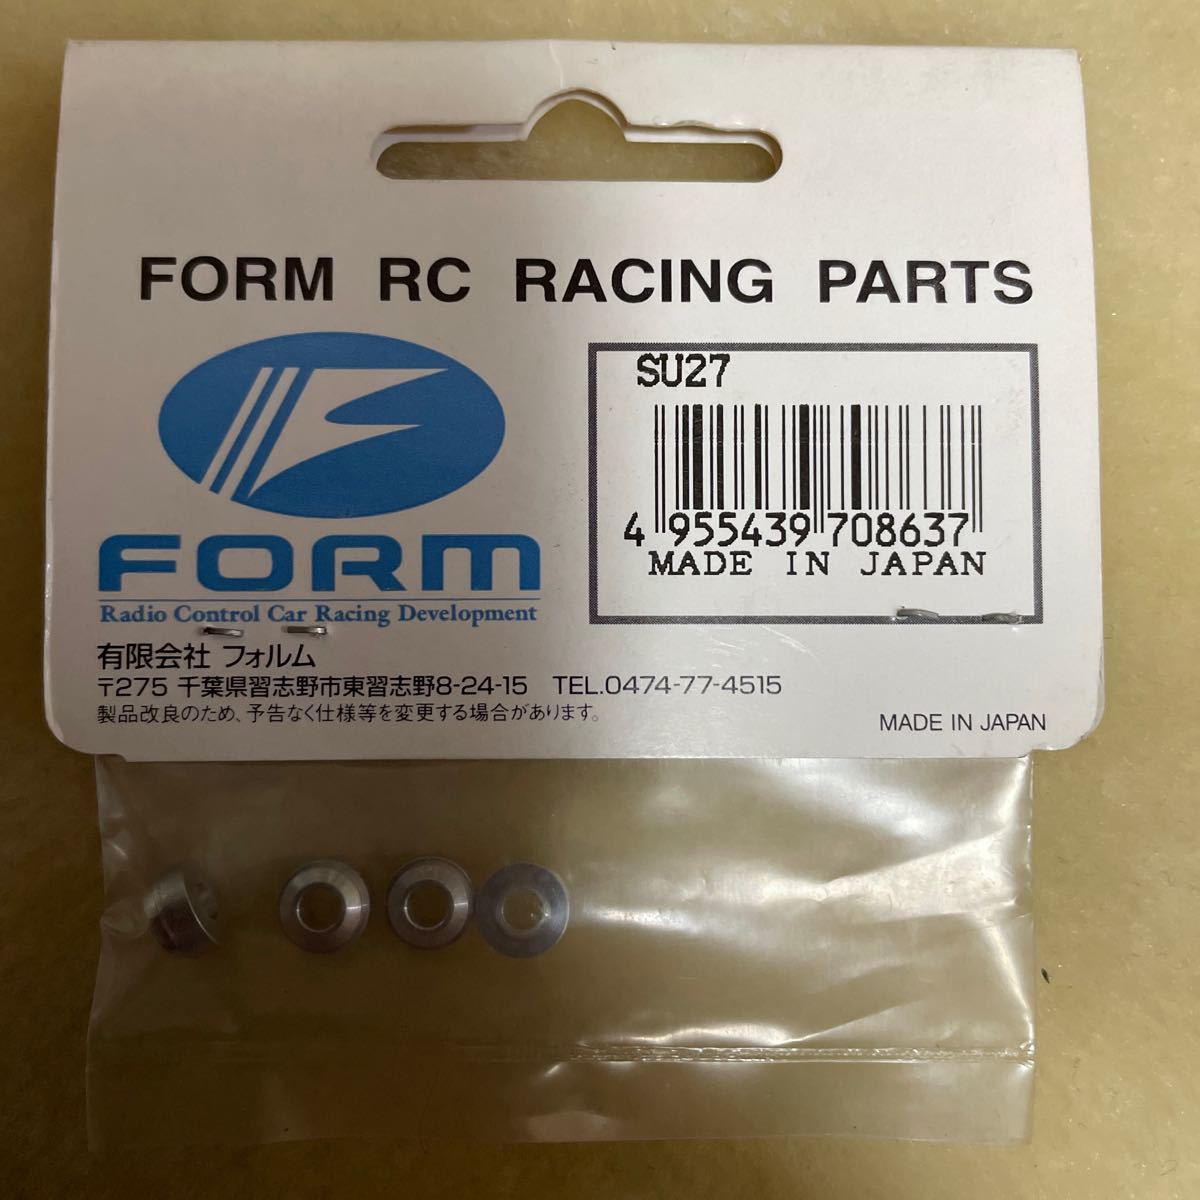 FORM RC RACING PARTS
SU27
4 955439 708637
MADE IN JAPAN
FORM
Radio Control Car Racing Development
有限会社 フォルム
〒275 千葉県習志野市東習志野8-24-15 TEL.0474-77-4515
製品改良のため、予告なく仕様等を変更する場合があります。
MADE IN JAPAN